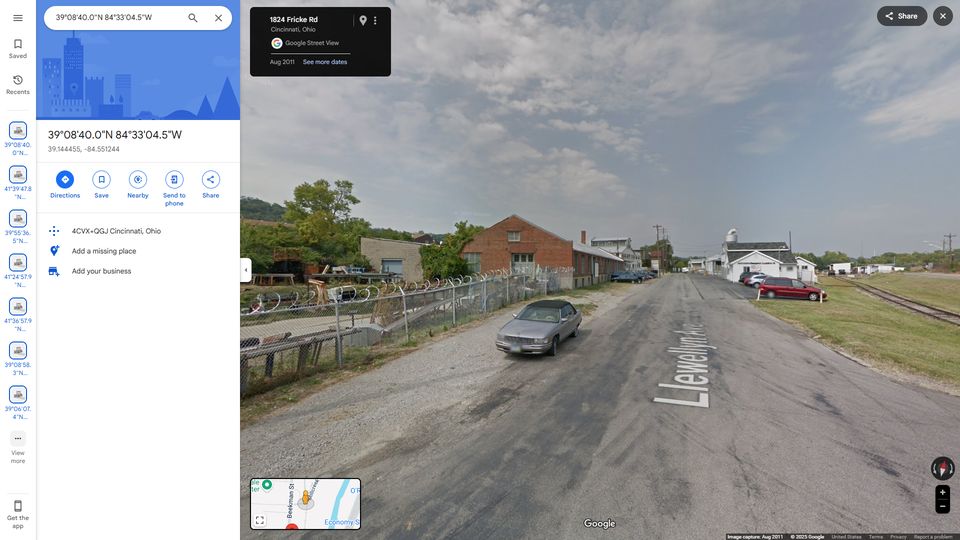 39°08'40.0"N 84°33'04.5"W
Saved
Recents
39°08'40.
0"N...
41°39'47.8
"N...
39°55'36.
5"N...
41°24'57.9
"N...
41°36'57.9
"N...
39°08'58.
3"N...
39°06'07.
4"N...
View
more
Get the
app
39°08'40.0"N 84°33'04.5"W
39.144455, -84.551244
Directions
Save
Nearby
Send to
phone
Share
4CVX+QGJ Cincinnati, Ohio
Add a missing place
Add your business
1824 Fricke Rd
Cincinnati, Ohio
Google Street View
Aug 2011 See more dates
Share
Llewellyn Ave
Beekman St
Economy S
Google
Image capture: Aug 2011 © 2025 Google United States Terms Privacy Report a problem